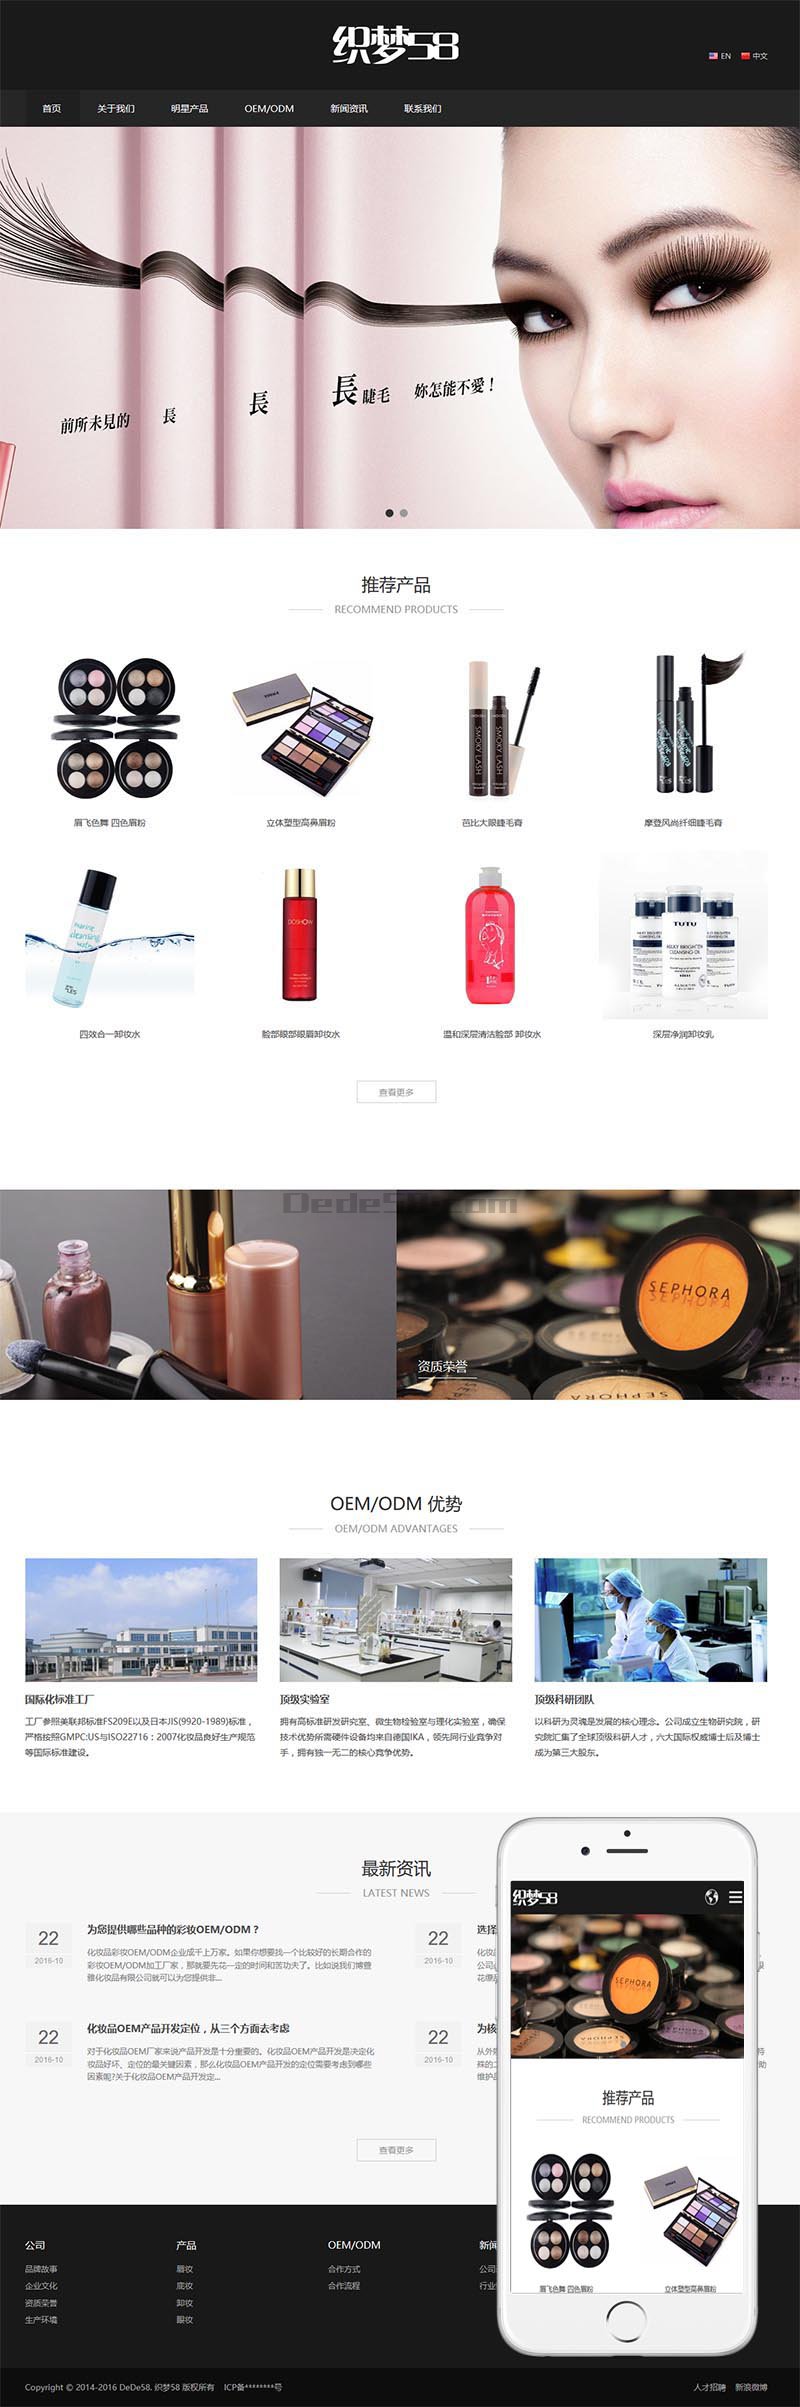 织梦58
EN 中文
首页 关于我们 明星产品 OEM/ODM 新闻资讯 联系我们
前所未見的 長 長 長 睫毛 妳怎能不愛！
推荐产品
RECOMMEND PRODUCTS
SMOKY LASH SMOKY LASH
眉飞色舞 四色眉粉 立体塑型高鼻眉粉 芭比大眼睫毛膏 摩登风尚纤细睫毛膏
marine
cleansing
water
DOSHOW
TUTU
MILKY BRIGHTEN
CLEANSING OIL
四效合一卸妆水 脸部眼部眼唇卸妆水 温和深层清洁脸部 卸妆水 深层净润卸妆乳
查看更多
Dede58.com
SEPHORA
SEPHORA
资质荣誉
SEPHORA
OEM/ODM 优势
OEM/ODM ADVANTAGES
国际化标准工厂
工厂参照美联邦标准FS209E以及日本JIS(9920-1989)标准，
严格按照GMPC:US与ISO22716：2007化妆品良好生产规范
等国际标准建设。
顶级实验室
拥有高标准研发研究室、微生物检验室与理化实验室，确保
技术优势所需硬件设备均来自德国IKA，领先同行业竞争对
手，拥有独一无二的核心竞争优势。
顶级科研团队
以科研为灵魂是发展的核心理念。公司成立生物研究院，研
究院汇集了全球顶级科研人才，六大国际权威博士后及博士
成为第三大股东。
最新资讯
LATEST NEWS
22
2016-10
为您提供哪些品种的彩妆OEM/ODM？
化妆品彩妆OEM/ODM企业成千上万家。如果你想要找一个比较好的长期合作的
彩妆OEM/ODM加工厂家，那就要先花一定的时间和苦功夫了。比如说我们博萱
雅化妆品有限公司就可以为您提供非...
22
2016-10
选择
化妆
公司
花僚
22
2016-10
化妆品OEM产品开发定位，从三个方面去考虑
对于化妆品OEM厂家来说产品开发是十分重要的。化妆品OEM产品开发是决定化
妆品好坏、定位的最关键因素，那么化妆品OEM产品开发的定位需要考虑到哪些
因素呢?关于化妆品OEM产品开发定...
22
2016-10
为核
从外
殊的二
维护品
特
助
查看更多
织梦58
SEPHORA
SEPHORA
SEPHORA
推荐产品
RECOMMEND PRODUCTS
眉飞色舞 四色眉粉 立体塑型高鼻眉粉
公司
品牌故事
企业文化
资质荣誉
生产环境
产品
唇妆
底妆
卸妆
眼妆
OEM/ODM
合作方式
合作流程
新闻
公司
行业
Copyright © 2014-2016 DeDe58. 织梦58 版权所有 ICP备********号
人才招聘 新浪微博